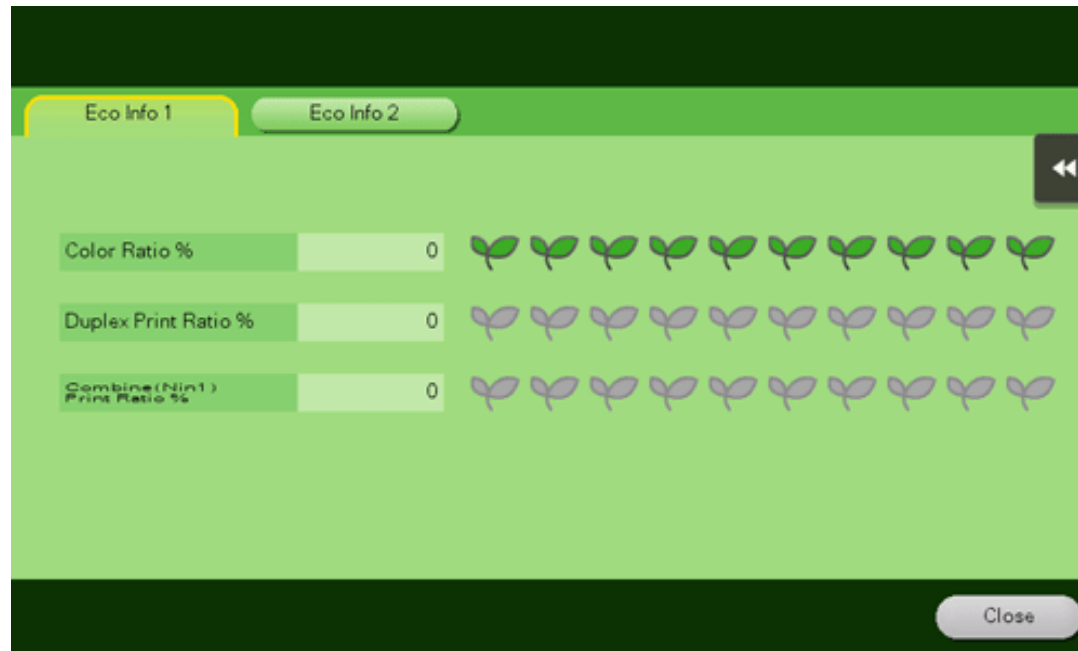 Eco Info 1
Eco Info 2
Color Ratio % 0
Duplex Print Ratio % 0
Combine(Nin1)
Print Ratio % 0
Close